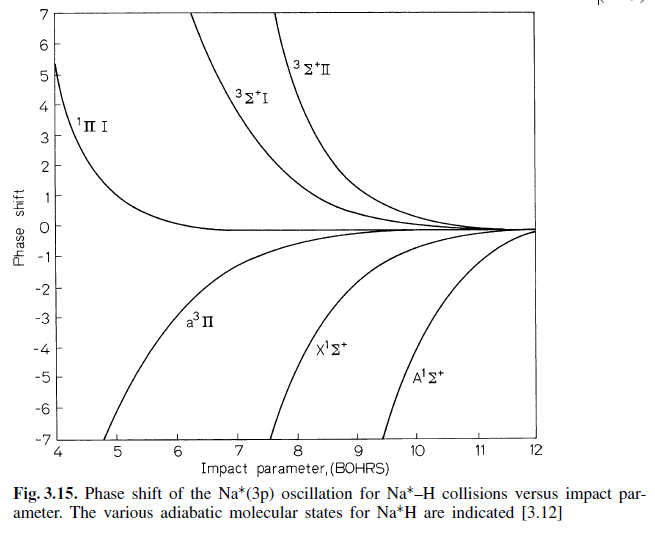 7
6
5
4
3
2
1
0
-1
-2
-3
-4
-5
-6
-7
Phase shift
¹Π I
³Σ⁺I
³Σ⁺II
a³Π
X¹Σ⁺
A¹Σ⁺
4 5 6 7 8 9 10 11 12
Impact parameter,(BOHRS)
Fig. 3.15. Phase shift of the Na*(3p) oscillation for Na*–H collisions versus impact par-
ameter. The various adiabatic molecular states for Na*H are indicated [3.12]